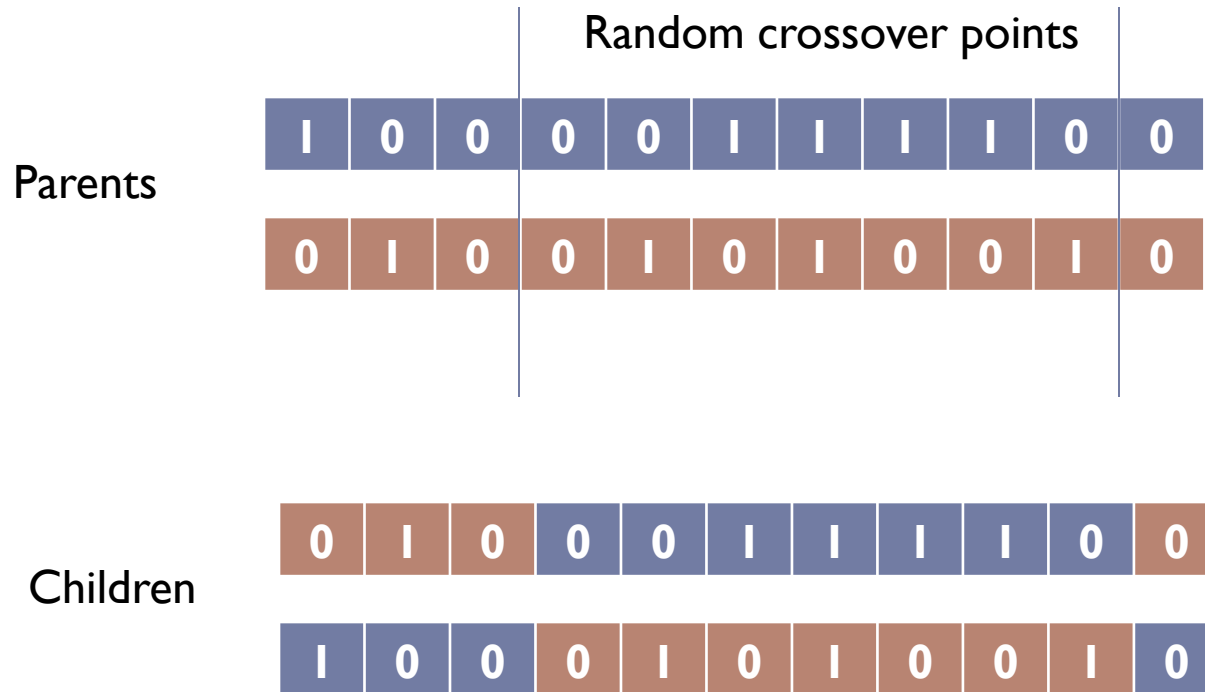 Random crossover points
1 0 0 0 0 1 1 1 1 0 0
Parents
0 1 0 0 1 0 1 0 0 1 0
0 1 0 0 0 1 1 1 1 0 0
Children
1 0 0 0 1 0 1 0 0 1 0